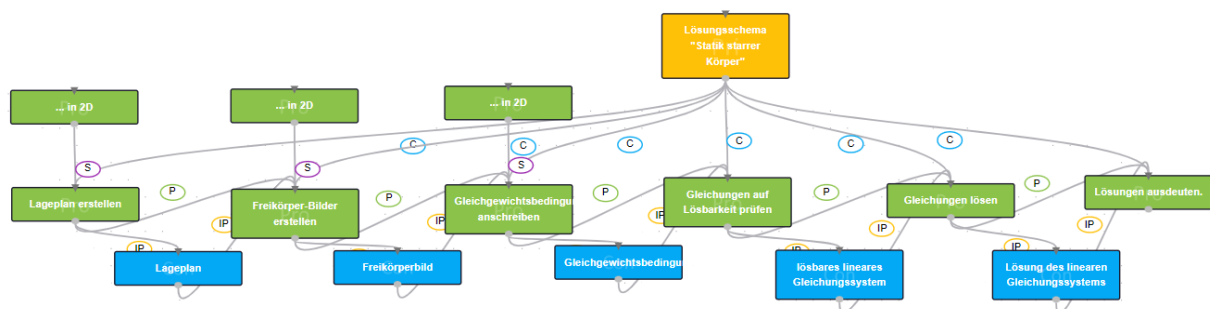 Lösungsschema
"Statik starrer
Körper"
... in 2D
... in 2D
... in 2D
C
C
C
C
C
C
S
S
S
P
P
P
P
P
Lageplan erstellen
Freikörper-Bilder
erstellen
Gleichgewichtsbedingu
anschreiben
Gleichungen auf
Lösbarkeit prüfen
Gleichungen lösen
Lösungen ausdeuten.
IP
IP
IP
IP
IP
IP
IP
IP
Lageplan
Freikörperbild
Gleichgewichtsbedingu
lösbares lineares
Gleichungssystem
Lösung des linearen
Gleichungssystems